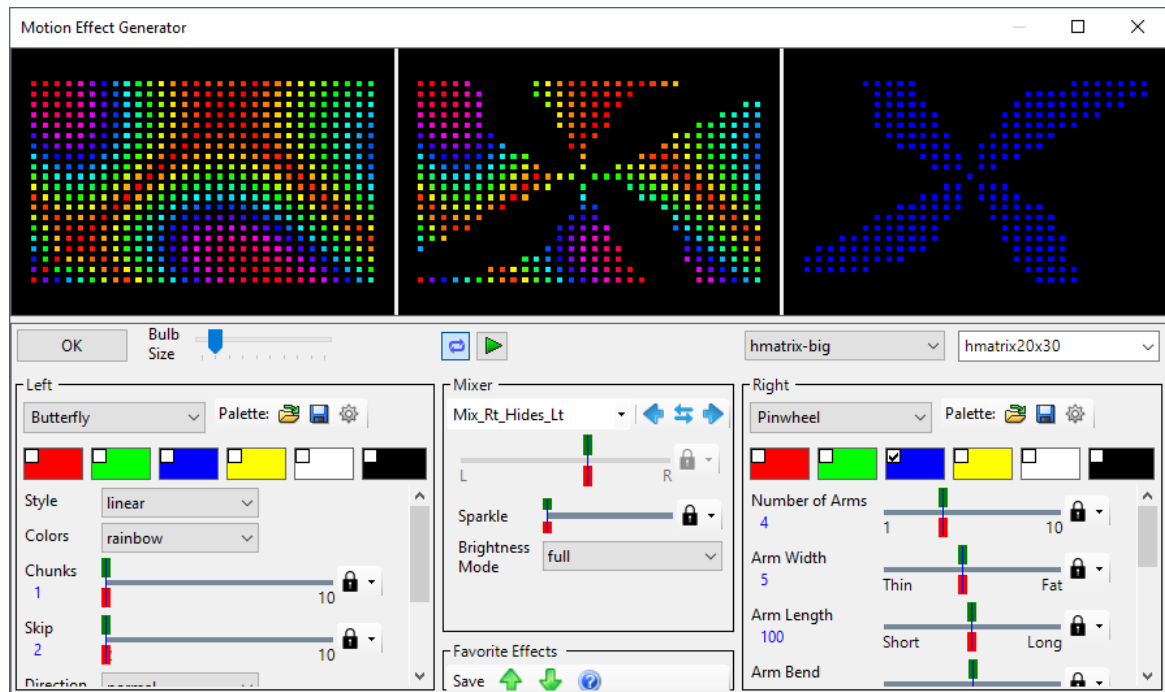 Motion Effect Generator
OK
Bulb
Size
hmatrix-big
hmatrix20x30
Left
Butterfly
Palette:
Style
linear
Colors
rainbow
Chunks
1
10
Skip
2
10
Direction
normal
Mixer
Mix_Rt_Hides_Lt
L
R
Sparkle
Brightness
Mode
full
Favorite Effects
Save
Right
Pinwheel
Palette:
Number of Arms
4
1
10
Arm Width
5
Thin
Fat
Arm Length
100
Short
Long
Arm Bend